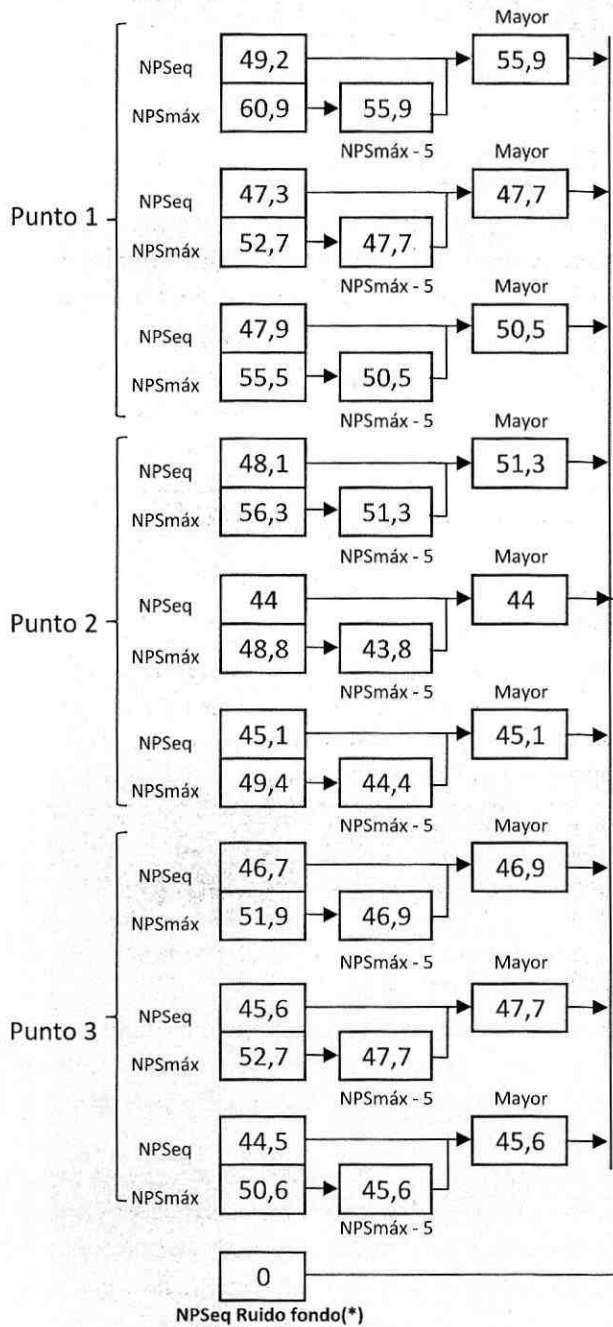 Mayor
NPSeq 49,2 55,9
NPSmáx 60,9 55,9
NPSmáx - 5
Mayor
Punto 1
NPSeq 47,3 47,7
NPSmáx 52,7 47,7
NPSmáx - 5
Mayor
NPSeq 47,9 50,5
NPSmáx 55,5 50,5
NPSmáx - 5
Mayor
NPSeq 48,1 51,3
NPSmáx 56,3 51,3
NPSmáx - 5
Mayor
Punto 2
NPSeq 44 44
NPSmáx 48,8 43,8
NPSmáx - 5
Mayor
NPSeq 45,1 45,1
NPSmáx 49,4 44,4
NPSmáx - 5
Mayor
NPSeq 46,7 46,9
NPSmáx 51,9 46,9
NPSmáx - 5
Mayor
Punto 3
NPSeq 45,6 47,7
NPSmáx 52,7 47,7
NPSmáx - 5
Mayor
NPSeq 44,5 45,6
NPSmáx 50,6 45,6
NPSmáx - 5
0
NPSeq Ruido fondo(*)